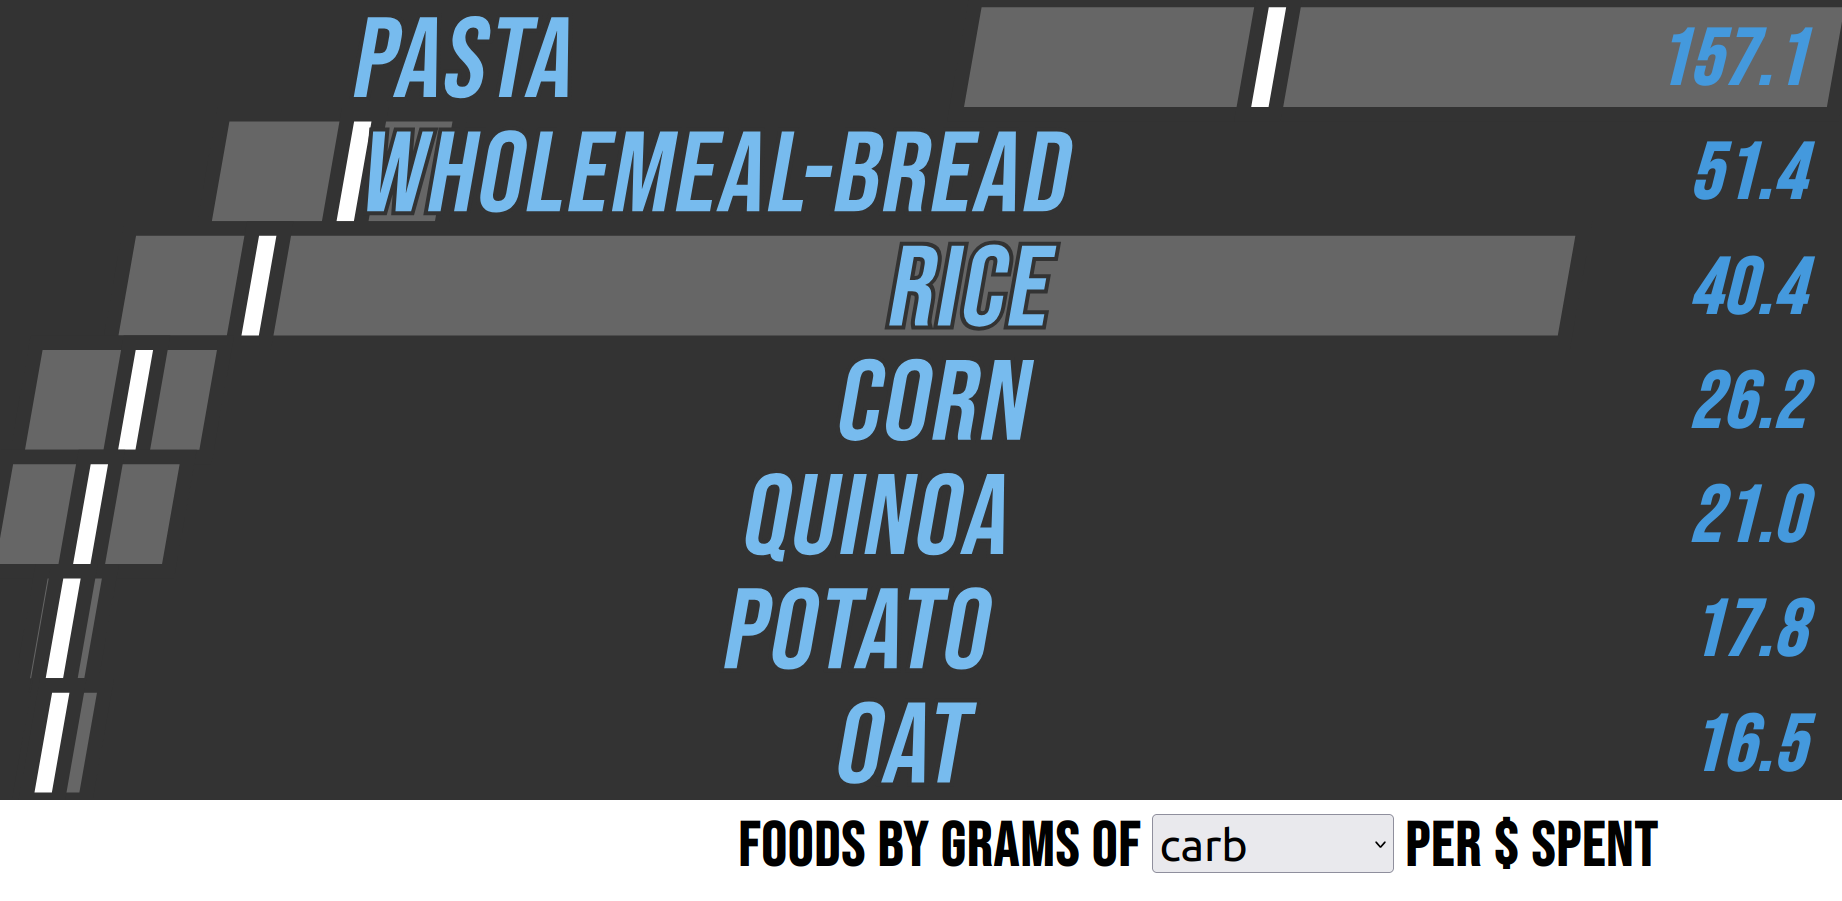 PASTA 157.1
WHOLEMEAL-BREAD 51.4
RICE 40.4
CORN 26.2
QUINOA 21.0
POTATO 17.8
OAT 16.5
FOODS BY GRAMS OF carb PER $ SPENT